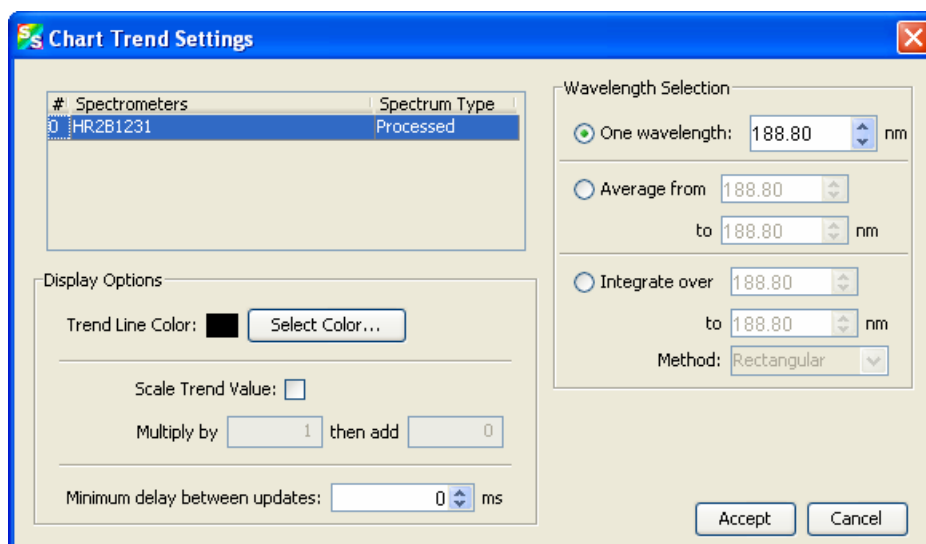 Chart Trend Settings
# Spectrometers Spectrum Type
0 HR2B1231 Processed
Wavelength Selection
One wavelength: 188.80 nm
Average from 188.80
to 188.80 nm
Integrate over 188.80
to 188.80 nm
Method: Rectangular
Display Options
Trend Line Color: Select Color...
Scale Trend Value:
Multiply by 1 then add 0
Minimum delay between updates: 0 ms
Accept Cancel